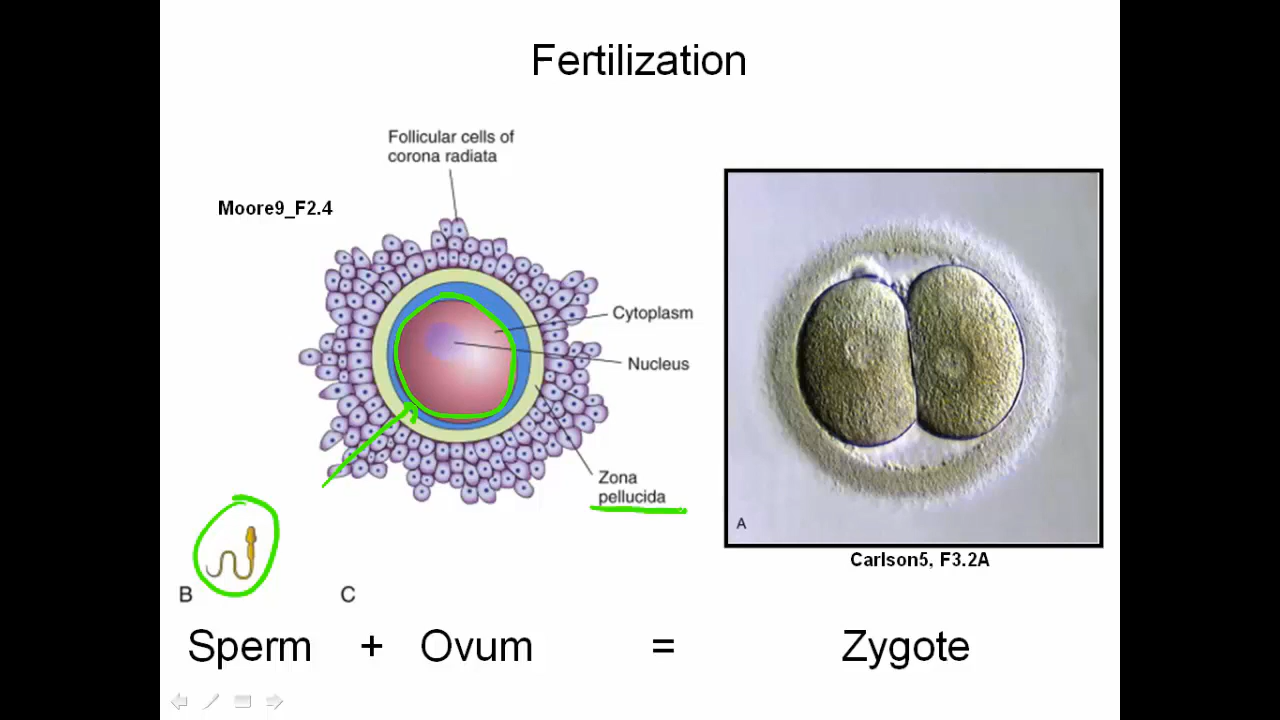 Fertilization
Follicular cells of
corona radiata
Moore9_F2.4
Cytoplasm
Nucleus
Zona
pellucida
A
Carlson5, F3.2A
B
C
Sperm + Ovum = Zygote